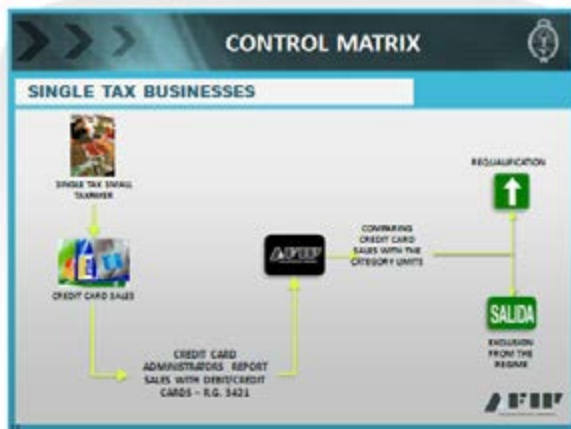 CONTROL MATRIX
SINGLE TAX BUSINESSES
SINGLE TAX SMALL
TAXPAYER
CREDIT CARD SALES
CREDIT CARD
ADMINISTRATORS REPORT
SALES WITH DEBIT/CREDIT
CARDS – R.G. 3421
AFIP
COMPARING
CREDIT CARD
SALES WITH THE
CATEGORY LIMITS
REQUALIFICATION
SALIDA
EXCLUSION
FROM THE
REGIME
AFIP